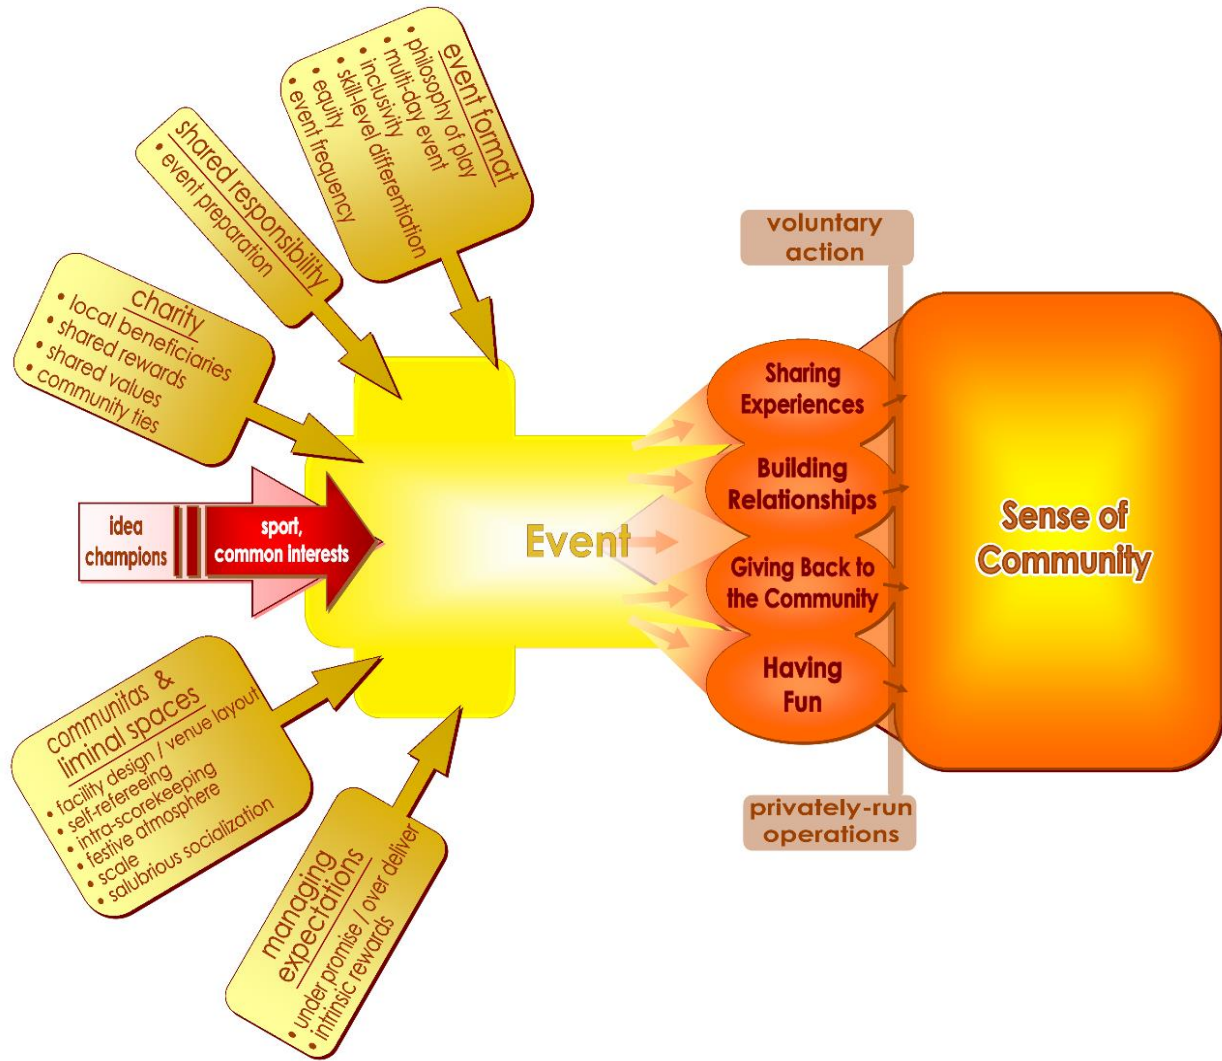 event format
• philosophy of play
• multi-day event
• inclusivity
• skill-level differentiation
• equity
• event frequency
shared responsibility
• event preparation
charity
• local beneficiaries
• shared rewards
• shared values
• community ties
idea
champions
sport,
common interests
communitas &
liminal spaces
• facility design / venue layout
• self-refereeing
• intra-scorekeeping
• festive atmosphere
• scale
• salubrious socialization
managing
expectations
• under promise / over deliver
• intrinsic rewards
Event
voluntary
action
Sharing
Experiences
Building
Relationships
Giving Back to
the Community
Having
Fun
privately-run
operations
Sense of
Community